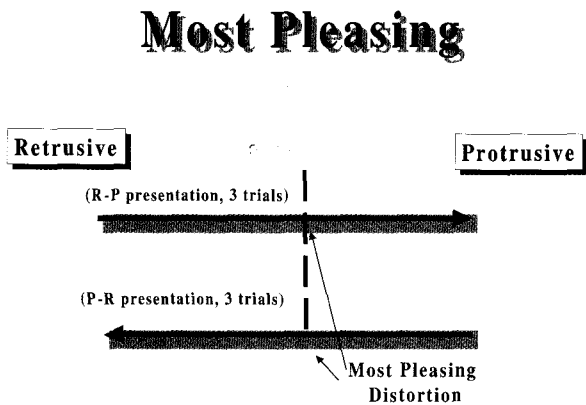 Most Pleasing
Retrusive
Protrusive
(R-P presentation, 3 trials)
(P-R presentation, 3 trials)
Most Pleasing
Distortion